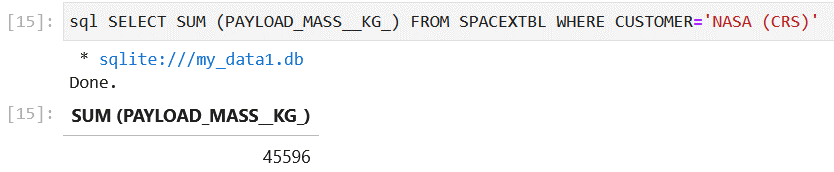 [15]: sql SELECT SUM (PAYLOAD_MASS__KG_) FROM SPACEXTBL WHERE CUSTOMER='NASA (CRS)'
* sqlite:///my_data1.db
Done.
[15]: SUM (PAYLOAD_MASS__KG_)
45596